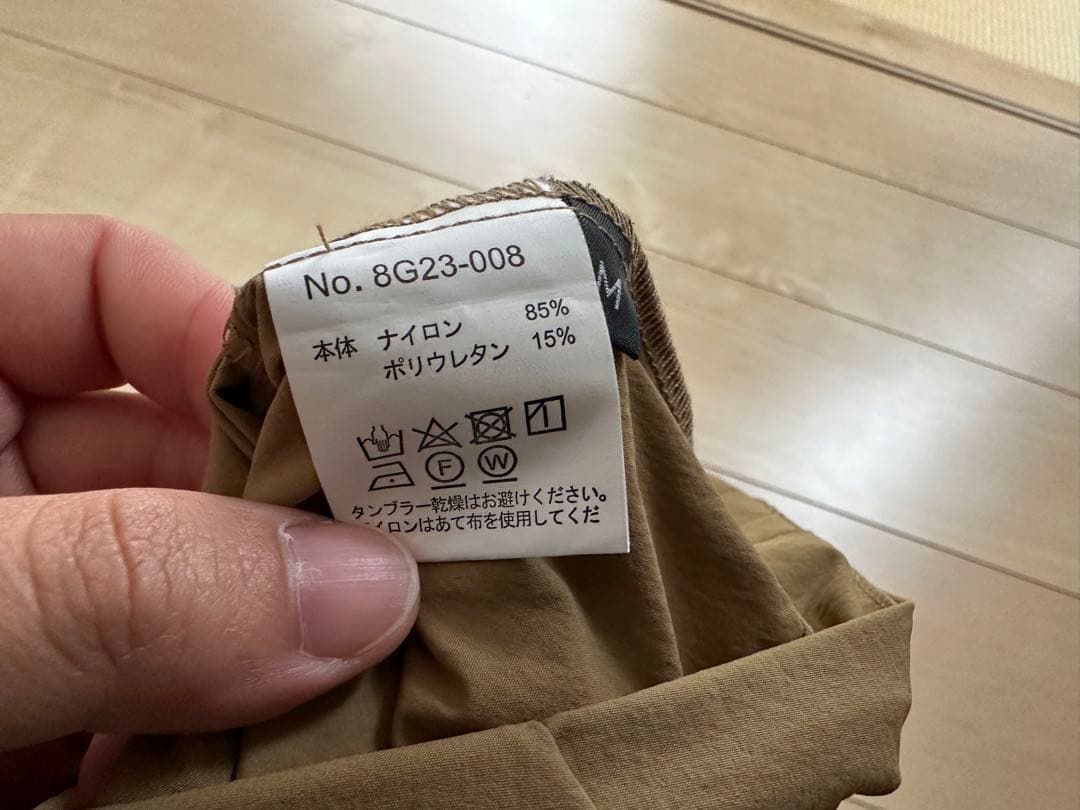 No. 8G23-008
本体 ナイロン 85%
ポリウレタン 15%
F W
タンブラー乾燥はお避けください。
イロンはあて布を使用してくだ